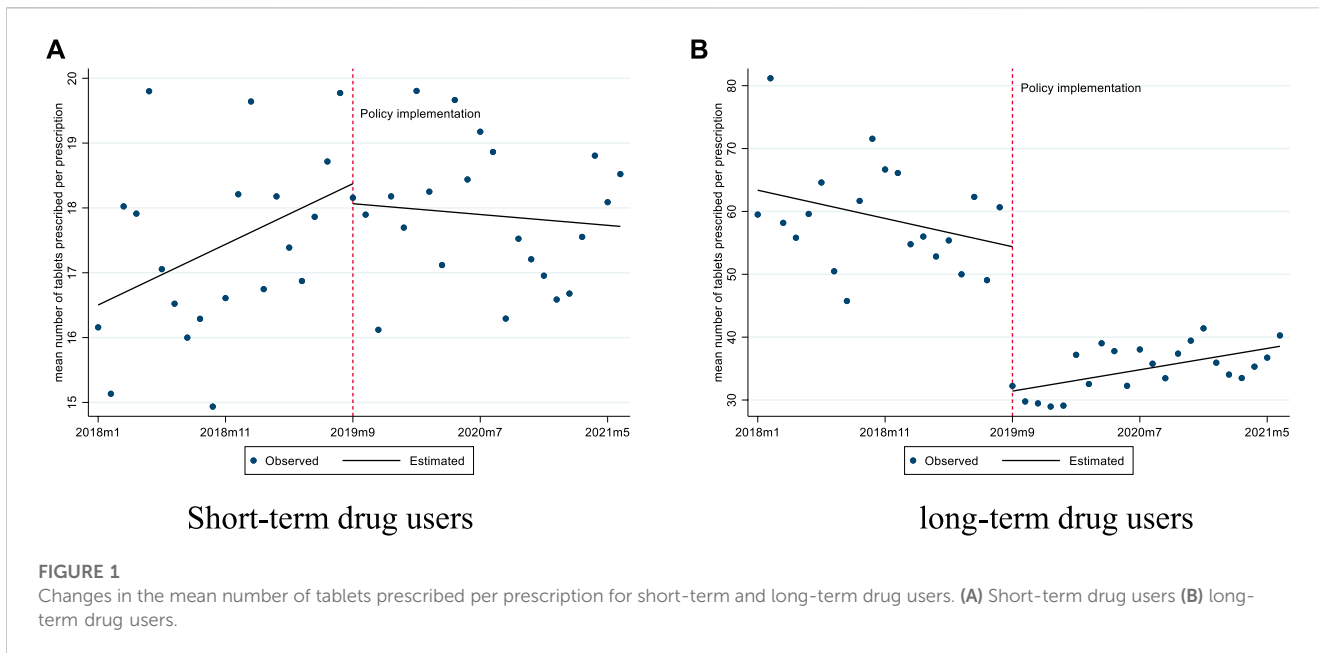 A
mean number of tablets prescribed per prescription
20
19
18
17
16
15
Policy implementation
2018m1 2018m11 2019m9 2020m7 2021m5
Observed Estimated
Short-term drug users
B
mean number of tablets prescribed per prescription
80
70
60
50
40
30
Policy implementation
2018m1 2018m11 2019m9 2020m7 2021m5
Observed Estimated
long-term drug users
FIGURE 1
Changes in the mean number of tablets prescribed per prescription for short-term and long-term drug users. (A) Short-term drug users (B) long-
term drug users.